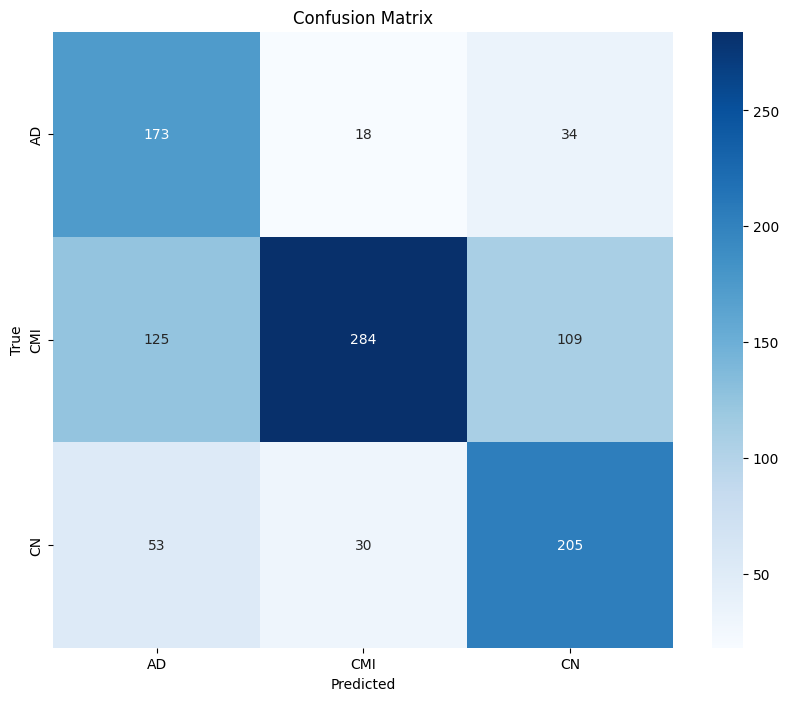 Confusion Matrix
AD
CMI
CN
True
173 18 34
125 284 109
53 30 205
AD CMI CN
Predicted
250
200
150
100
50